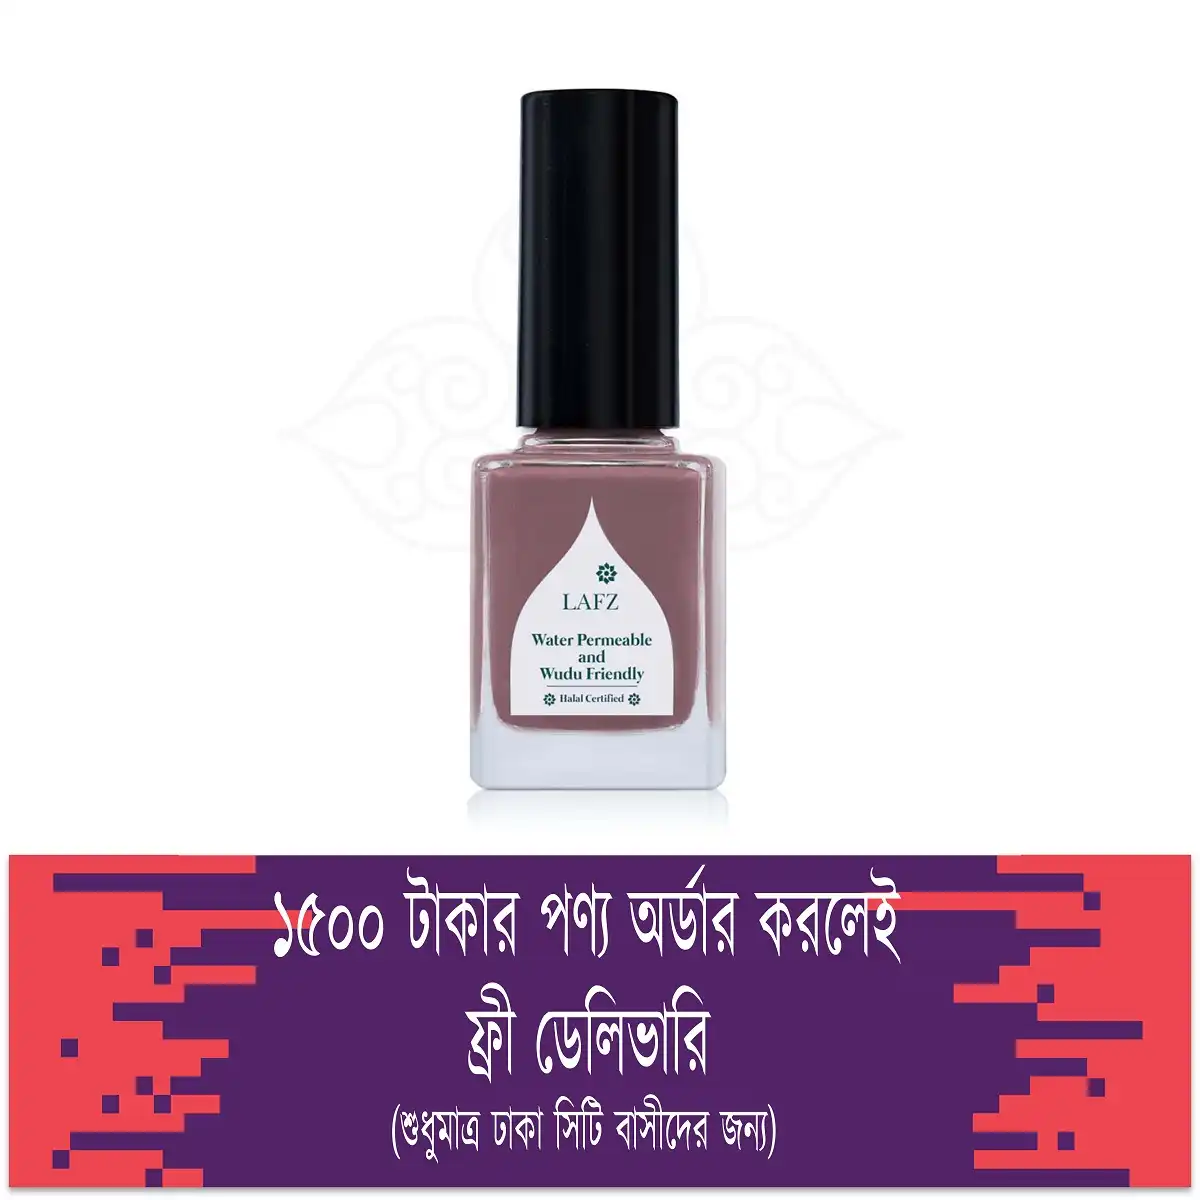 LAFZ
Water Permeable
and
Wudu Friendly
Halal Certified
১৫০০ টাকার পণ্য অর্ডার করলেই
ফ্রী ডেলিভারি
(শুধুমাত্র ঢাকা সিটি বাসীদের জন্য)